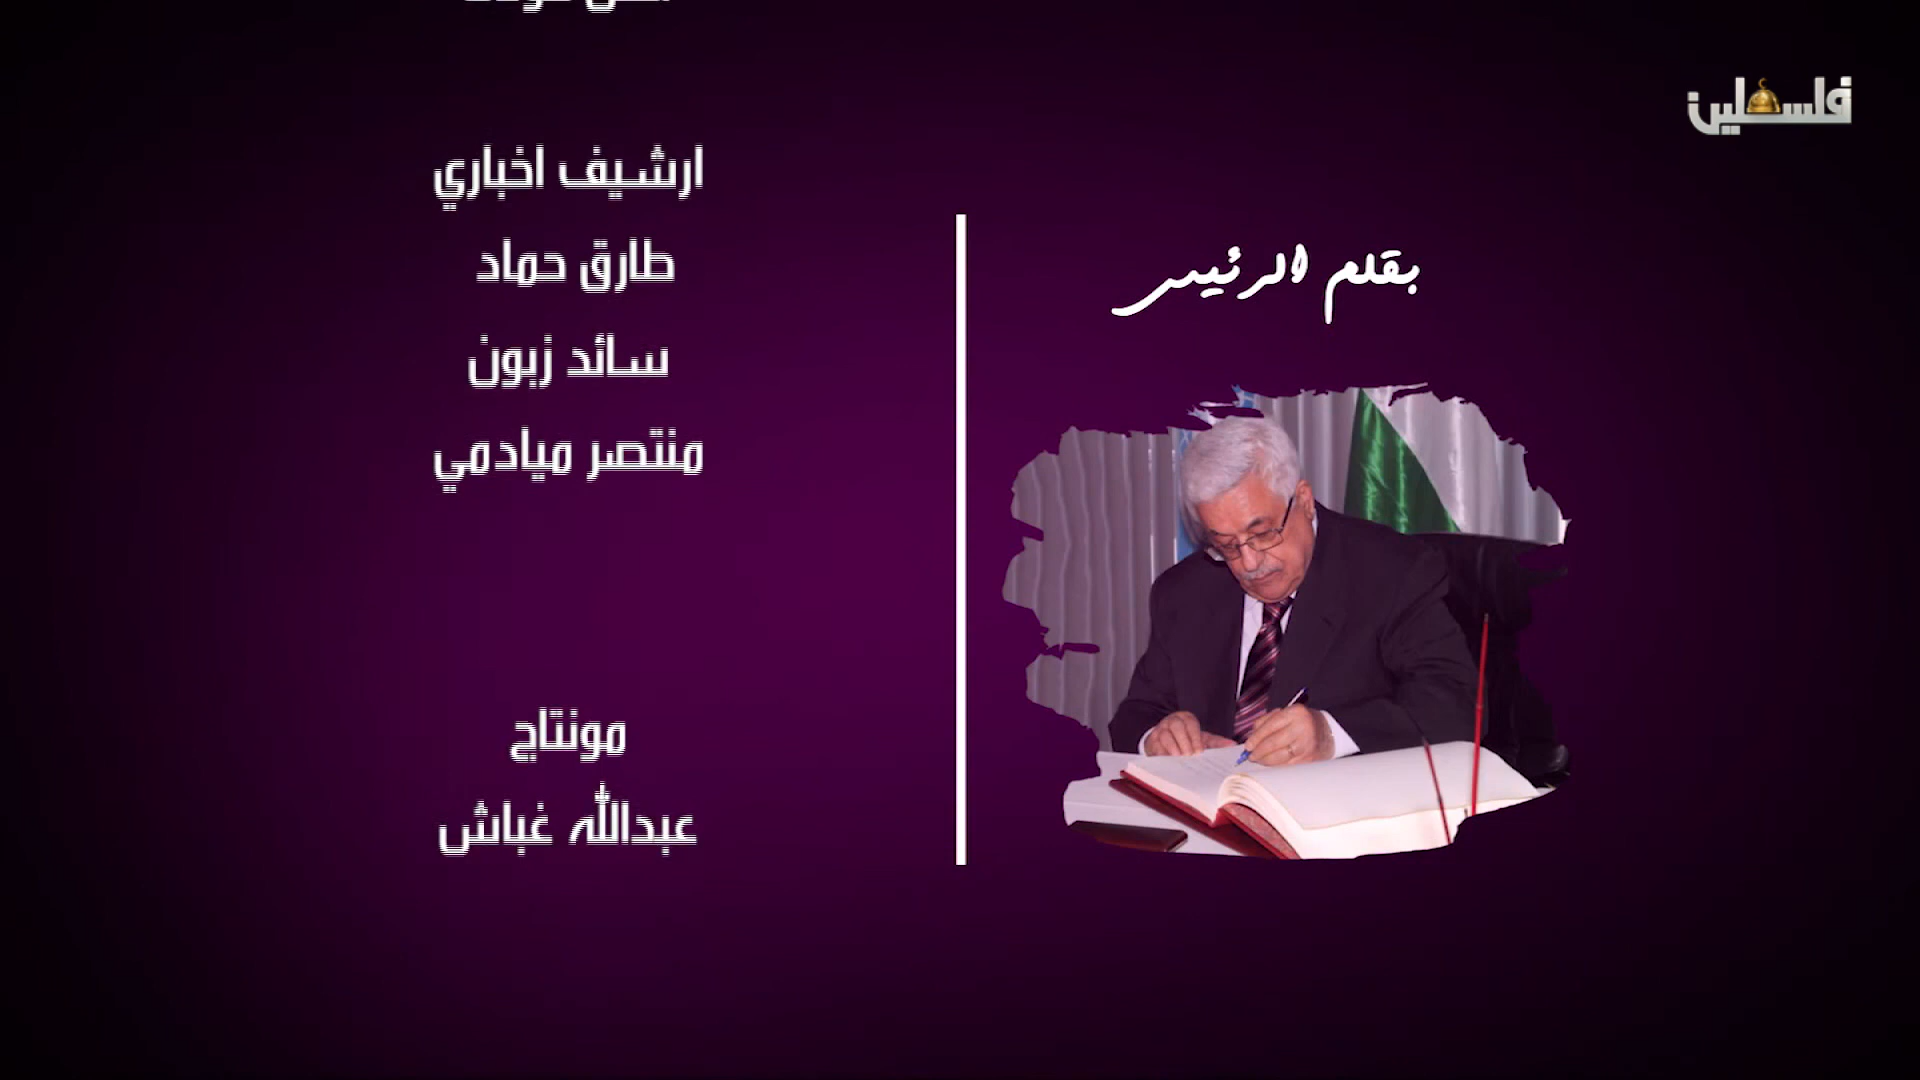 فلسطين
بقلم الرئيس
ارشيف اخباري
طارق حماد
سائد زبون
منتصر ميادمي
مونتاج
عبدالله غباش